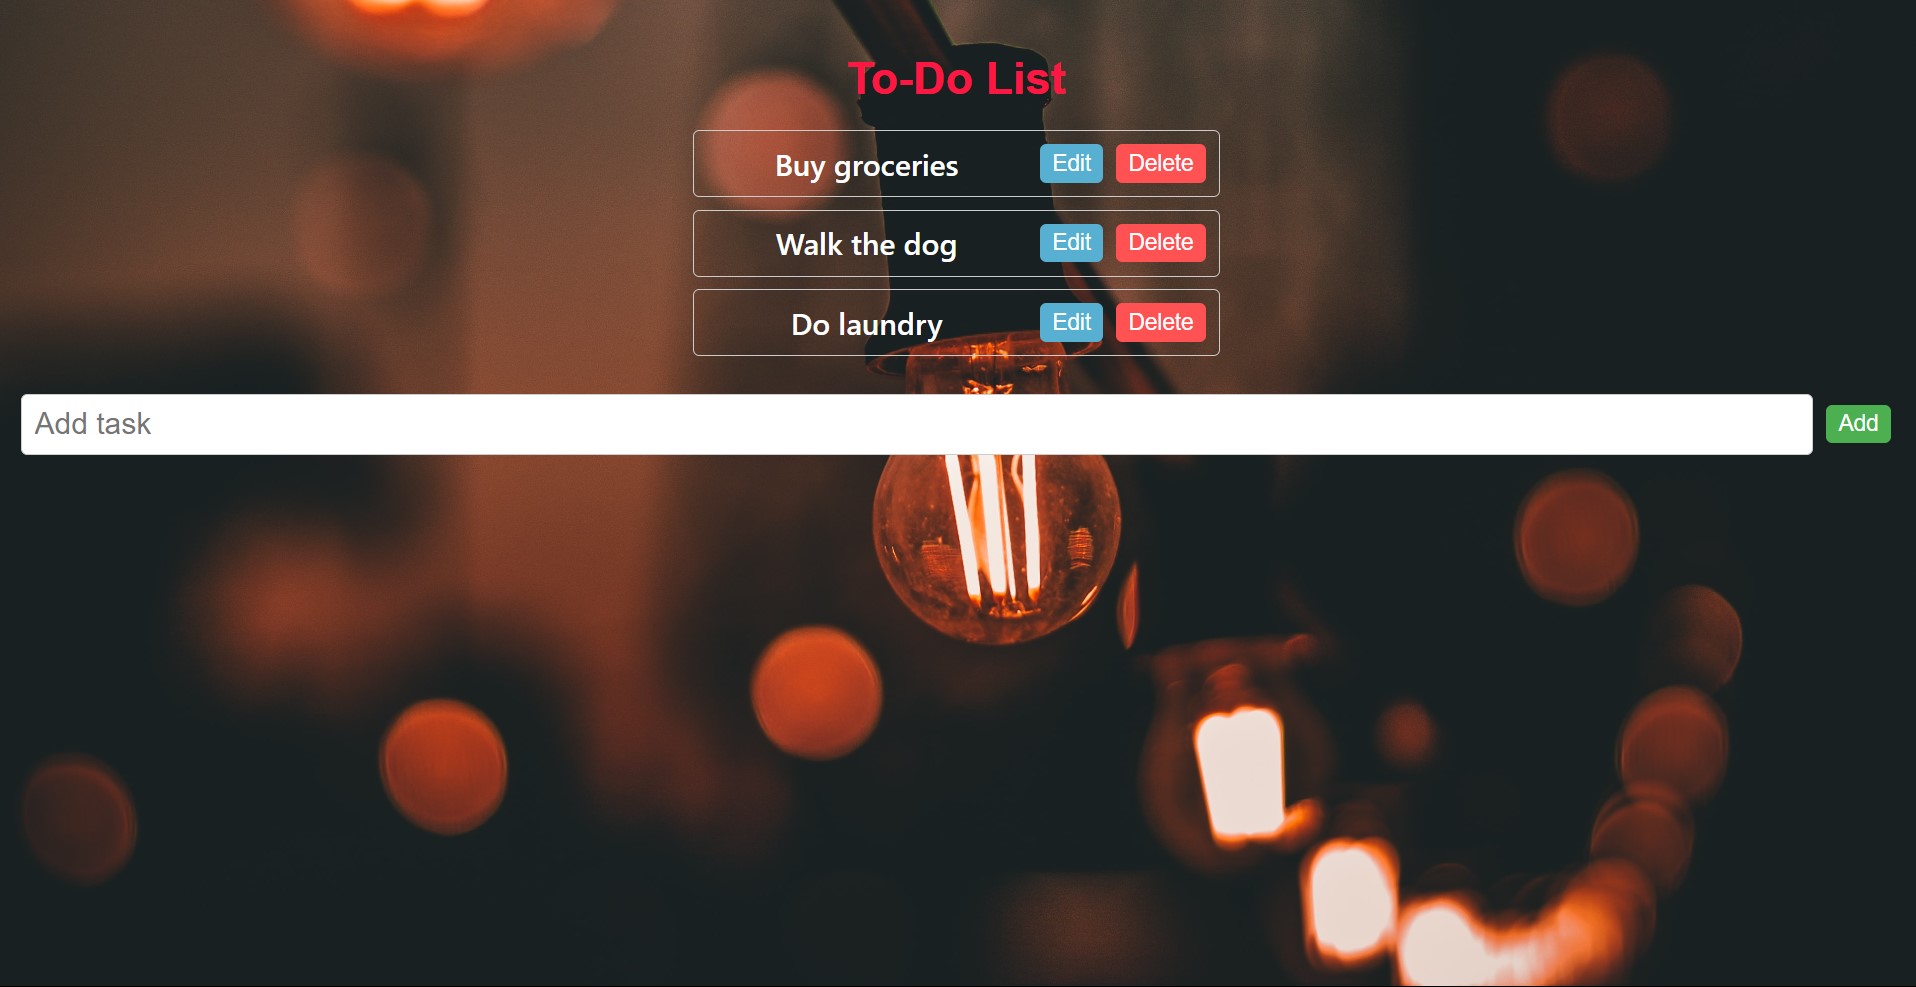 To-Do List
Buy groceries Edit Delete
Walk the dog Edit Delete
Do laundry Edit Delete
Add task Add